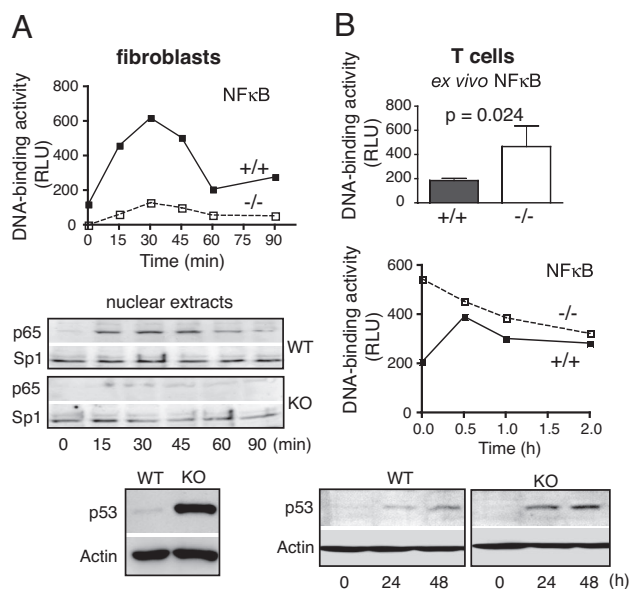 A
fibroblasts
DNA-binding activity
(RLU)
800
600
400
200
0
NFκB
+/+
-/-
0 15 30 45 60 75 90
Time (min)
nuclear extracts
p65
Sp1
WT
p65
Sp1
KO
0 15 30 45 60 90 (min)
WT KO
p53
Actin
B
T cells
ex vivo NFκB
DNA-binding activity
(RLU)
800
600
400
200
0
p = 0.024
+/+ -/-
DNA-binding activity
(RLU)
600
400
200
0
NFκB
-/-
+/+
0.0 0.5 1.0 1.5 2.0
Time (h)
WT KO
p53
Actin
0 24 48 0 24 48 (h)